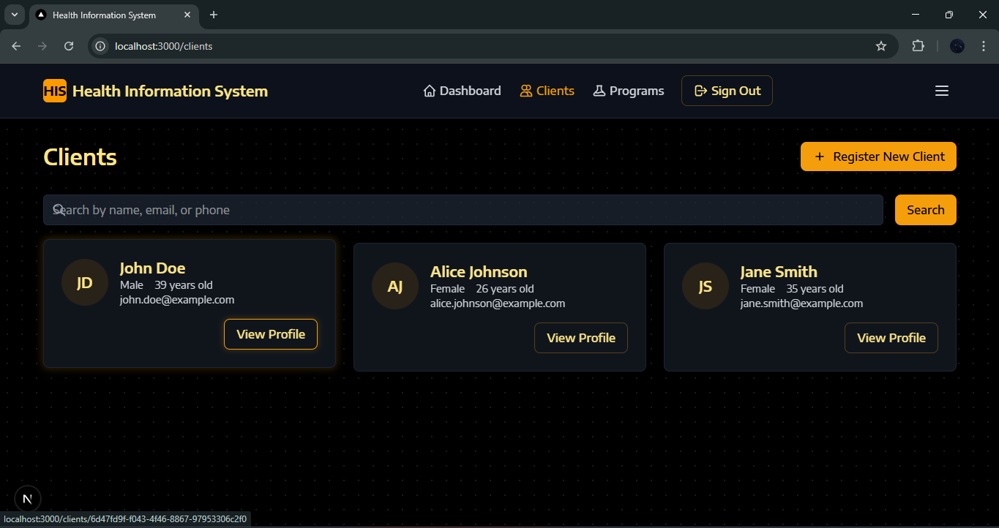 Health Information System
localhost:3000/clients
HIS Health Information System
Dashboard Clients Programs Sign Out
Clients
+ Register New Client
Search by name, email, or phone
Search
JD
John Doe
Male 39 years old
john.doe@example.com
View Profile
AJ
Alice Johnson
Female 26 years old
alice.johnson@example.com
View Profile
JS
Jane Smith
Female 35 years old
jane.smith@example.com
View Profile
N
localhost:3000/clients/6d47fd9f-f043-4f46-8867-97953306c2f0